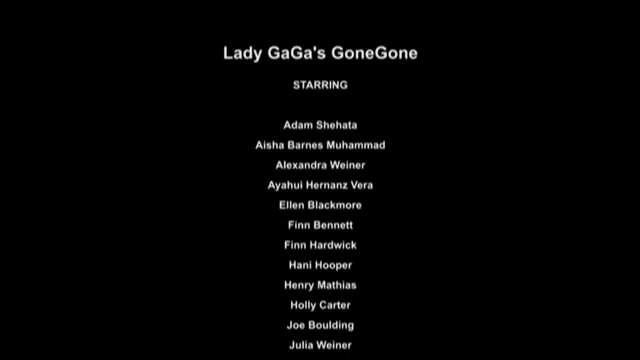 Lady GaGa's GoneGone
STARRING
Adam Shehata
Aisha Barnes Muhammad
Alexandra Weiner
Ayahui Hernanz Vera
Ellen Blackmore
Finn Bennett
Finn Hardwick
Hani Hooper
Henry Mathias
Holly Carter
Joe Boulding
Julia Weiner